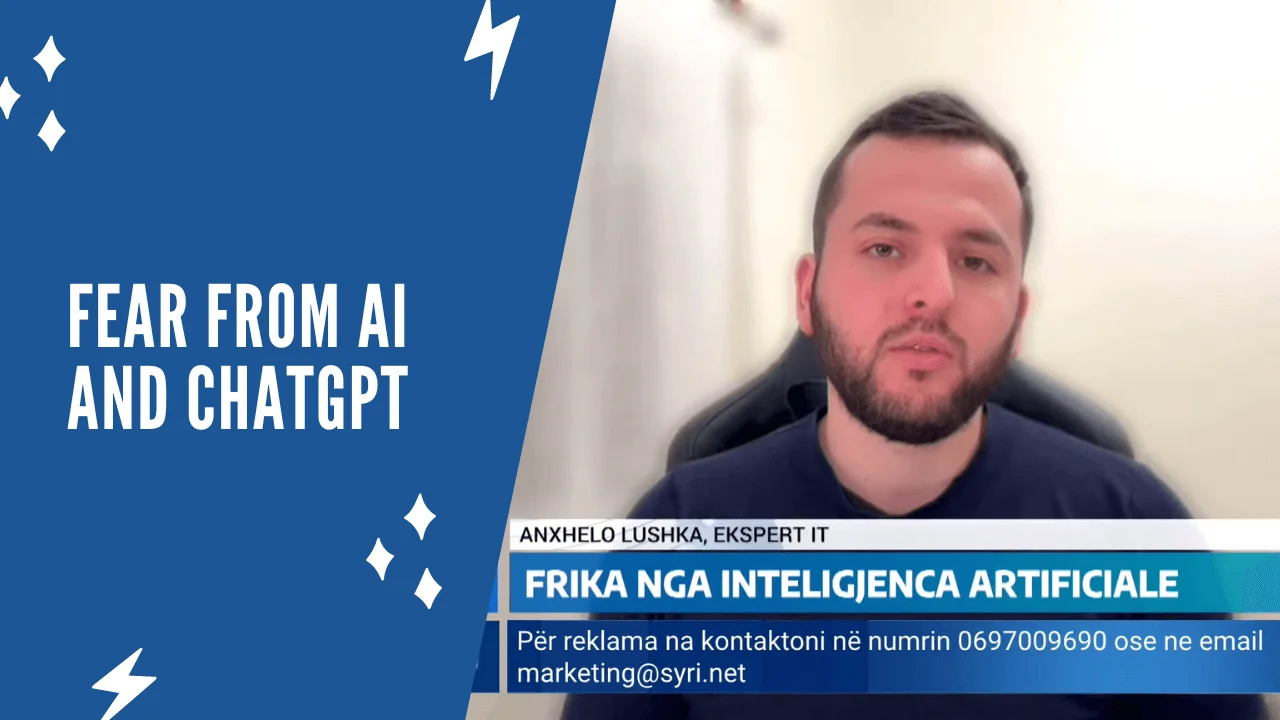 FEAR FROM AI
AND CHATGPT
ANXHELO LUSHKA, EKSPERT IT
FRIKA NGA INTELIGJENCA ARTIFICIALE
Për reklama na kontaktoni në numrin 0697009690 ose ne email
marketing@syri.net